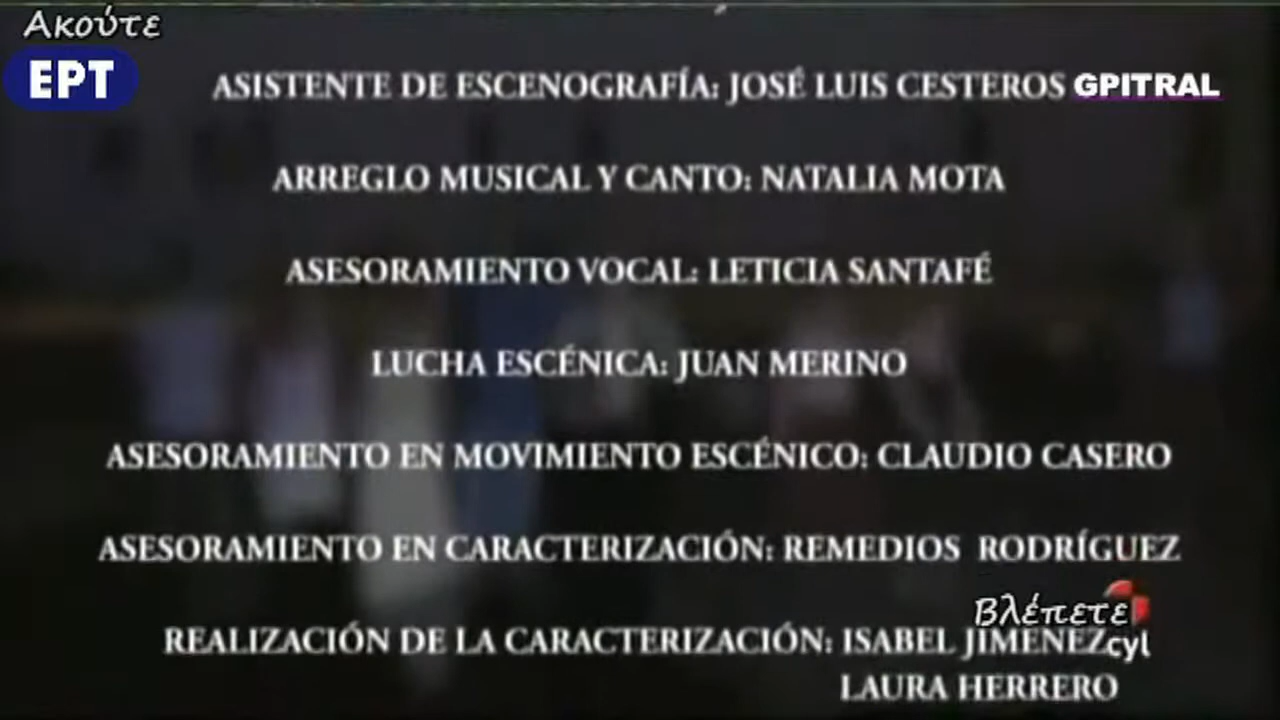 Ακούτε
ΕΡΤ
ASISTENTE DE ESCENOGRAFÍA: JOSÉ LUIS CESTEROS GPITRAL
ARREGLO MUSICAL Y CANTO: NATALIA MOTA
ASESORAMIENTO VOCAL: LETICIA SANTAFÉ
LUCHA ESCÉNICA: JUAN MERINO
ASESORAMIENTO EN MOVIMIENTO ESCÉNICO: CLAUDIO CASERO
ASESORAMIENTO EN CARACTERIZACIÓN: REMEDIOS RODRÍGUEZ
Βλέπετε
REALIZACIÓN DE LA CARACTERIZACIÓN: ISABEL JIMÉNEZ
cyl
LAURA HERRERO